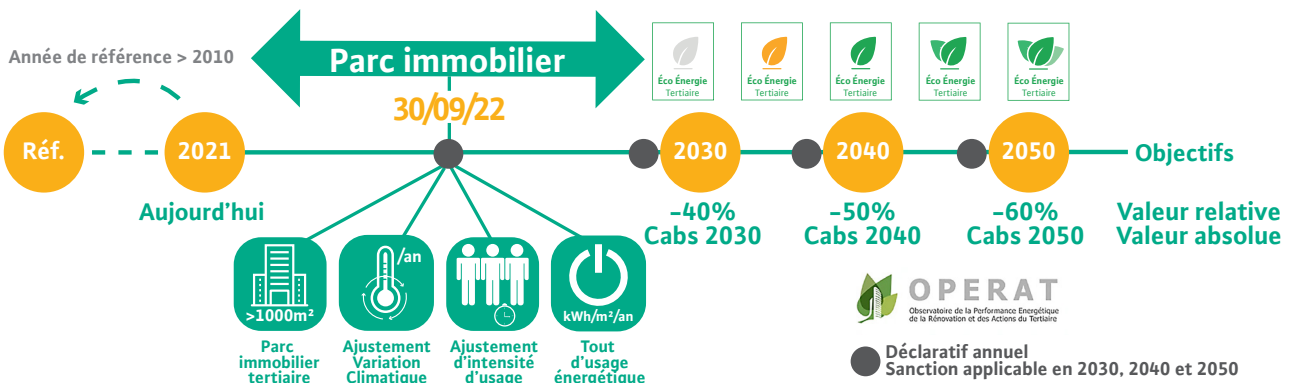 Année de référence > 2010
Parc immobilier
30/09/22
Éco Énergie
Tertiaire
Éco Énergie
Tertiaire
Éco Énergie
Tertiaire
Éco Énergie
Tertiaire
Éco Énergie
Tertiaire
Réf.
2021
2030
2040
2050
Objectifs
Aujourd'hui
-40%
Cabs 2030
-50%
Cabs 2040
-60%
Cabs 2050
Valeur relative
Valeur absolue
>1000m²
Parc
immobilier
tertiaire
/an
Ajustement
Variation
Climatique
Ajustement
d'intensité
d'usage
kWh/m²/an
Tout
d'usage
énergétique
OPERAT
Observatoire de la Performance Energétique
de la Rénovation et des Actions du Tertiaire
Déclaratif annuel
Sanction applicable en 2030, 2040 et 2050